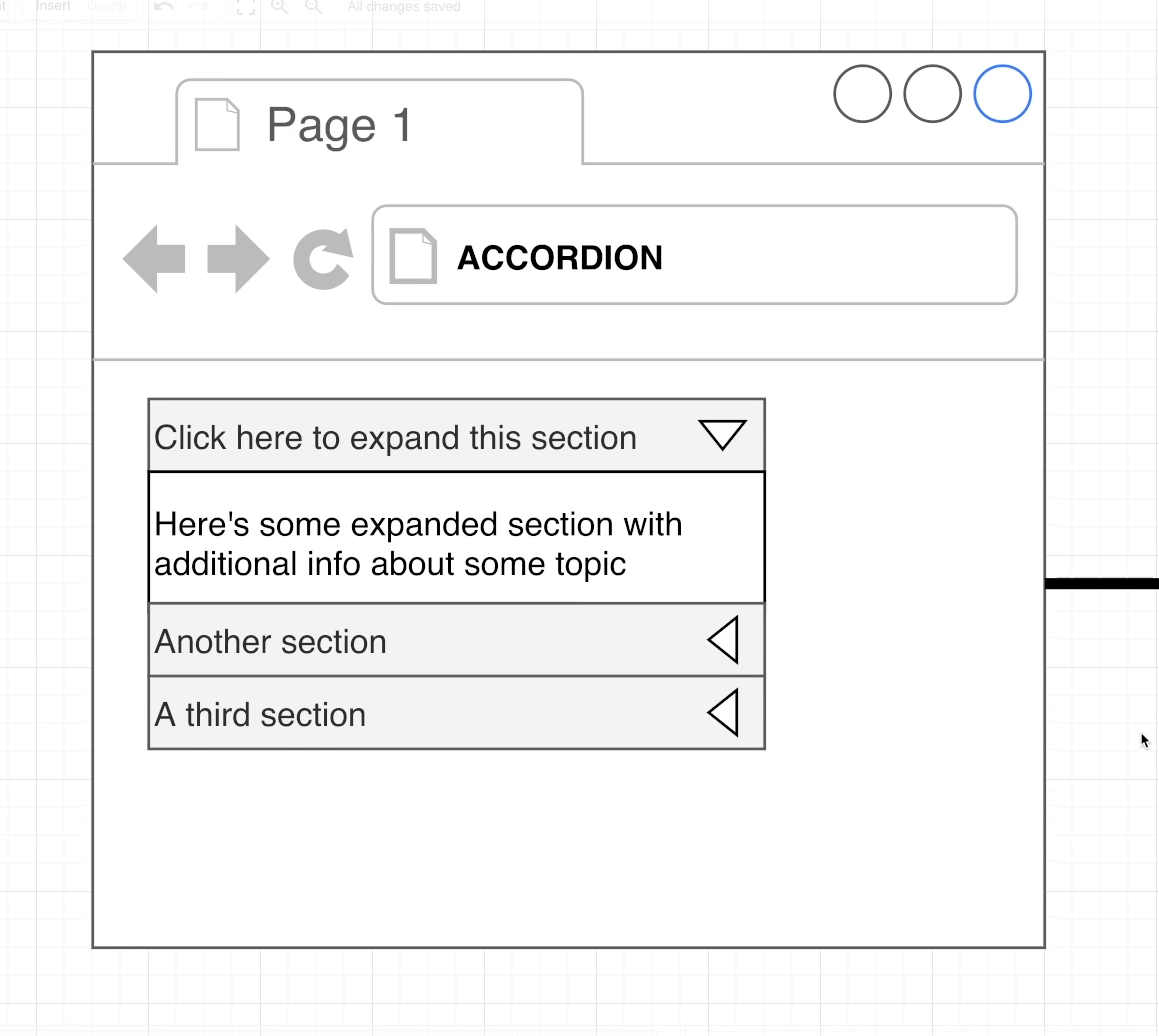 Insert Delete All changes saved
Page 1
ACCORDION
Click here to expand this section
Here's some expanded section with
additional info about some topic
Another section
A third section